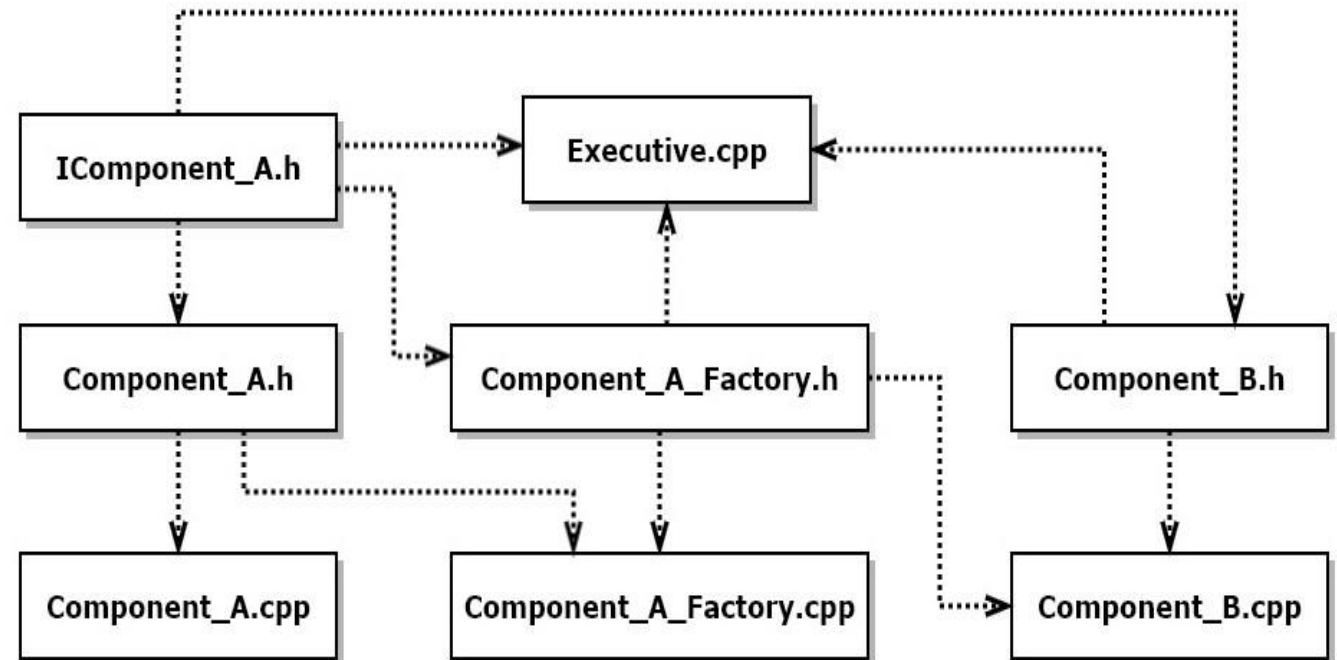 IComponent_A.h
Executive.cpp
Component_A.h
Component_A_Factory.h
Component_B.h
Component_A.cpp
Component_A_Factory.cpp
Component_B.cpp